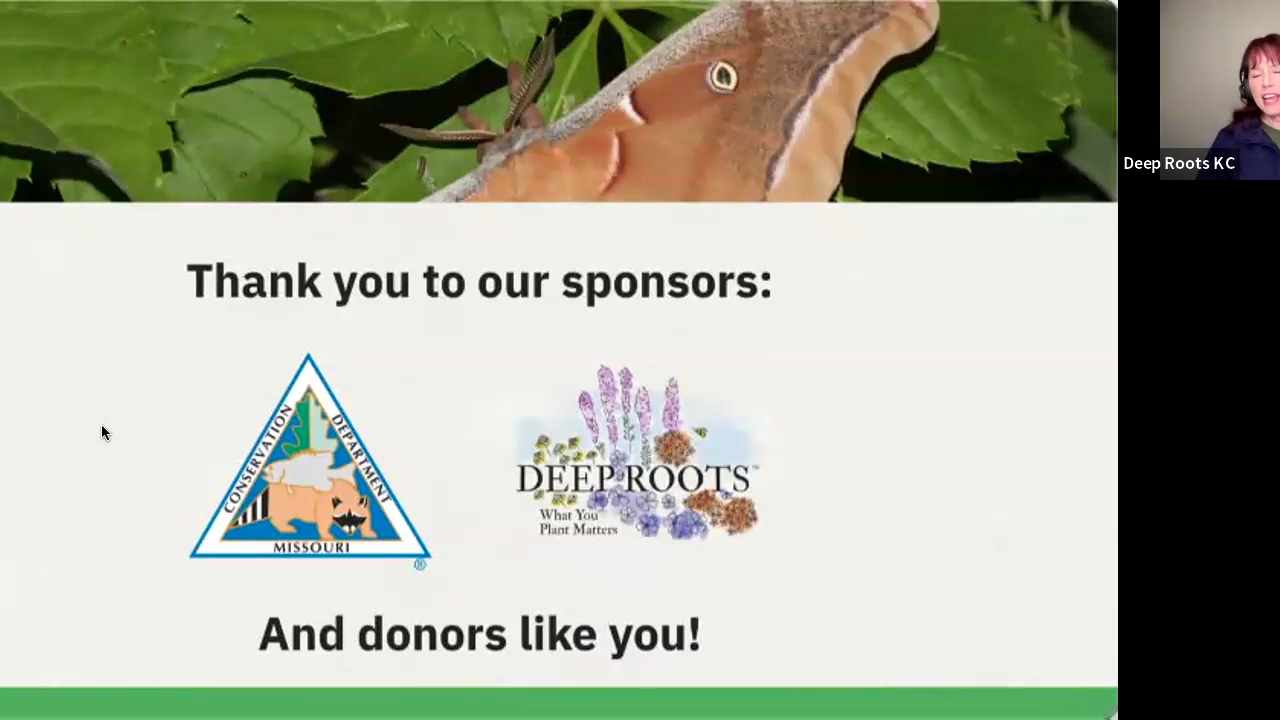 Deep Roots KC
Thank you to our sponsors:
CONSERVATION
DEPARTMENT
MISSOURI
®
DEEP ROOTS™
What You
Plant Matters
And donors like you!